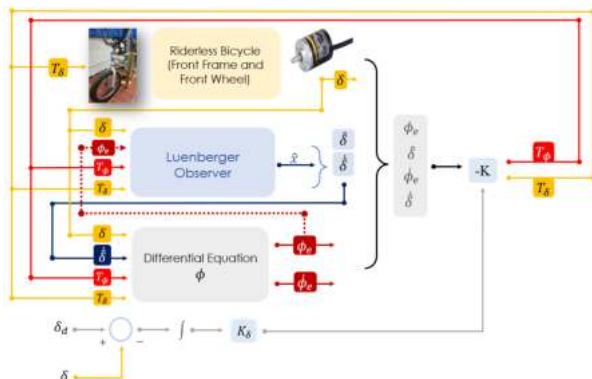 T_δ
Riderless Bicycle
(Front Frame and
Front Wheel)
δ
δ
ϕ_e
T_ϕ
T_δ
Luenberger
Observer
x̂
δ̂
δ̇̂
ϕ_e
δ
ϕ̇_e
δ̇
-K
T_ϕ
T_δ
δ
δ̇̂
T_ϕ
T_δ
Differential Equation
ϕ
ϕ_e
ϕ̇_e
δ_d
+
−
∫
K_δ
δ